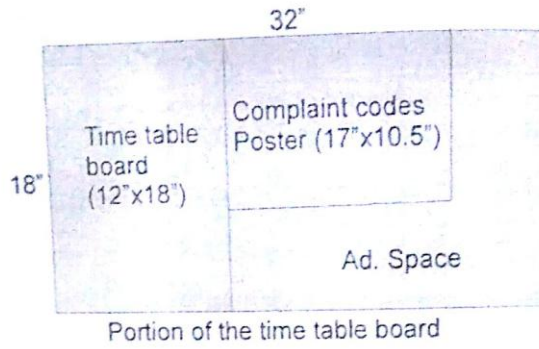 32"
18"
Time table
board
(12"x18")
Complaint codes
Poster (17"x10.5")
Ad. Space
Portion of the time table board